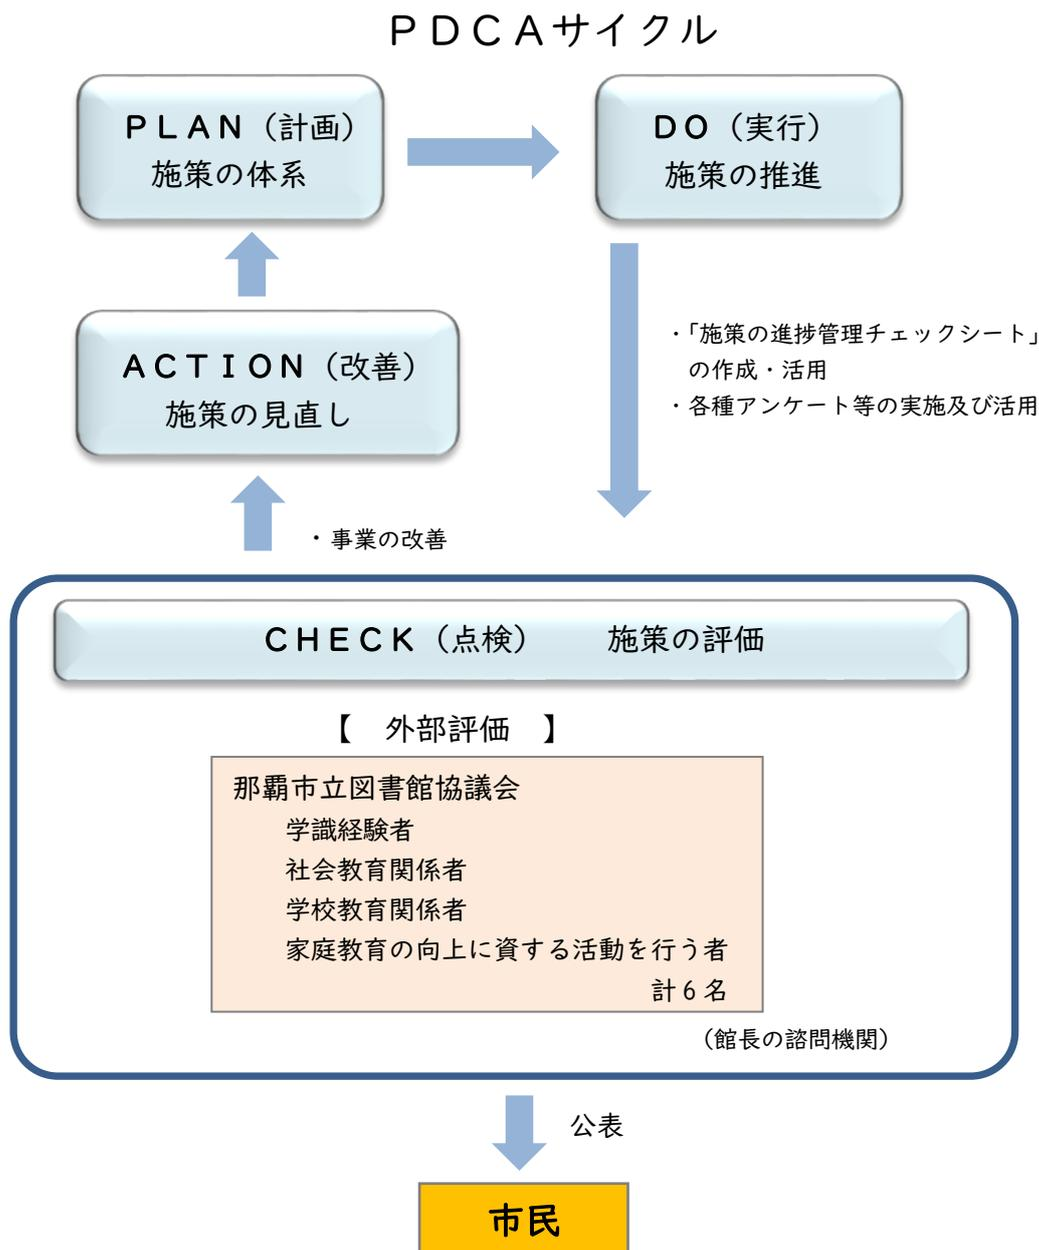 PDCAサイクル
PLAN（計画）
施策の体系
DO（実行）
施策の推進
・「施策の進捗管理チェックシート」
の作成・活用
・各種アンケート等の実施及び活用
ACTION（改善）
施策の見直し
・事業の改善
CHECK（点検）　　施策の評価
【　外部評価　】
那覇市立図書館協議会
学識経験者
社会教育関係者
学校教育関係者
家庭教育の向上に資する活動を行う者
計6名
（館長の諮問機関）
公表
市民